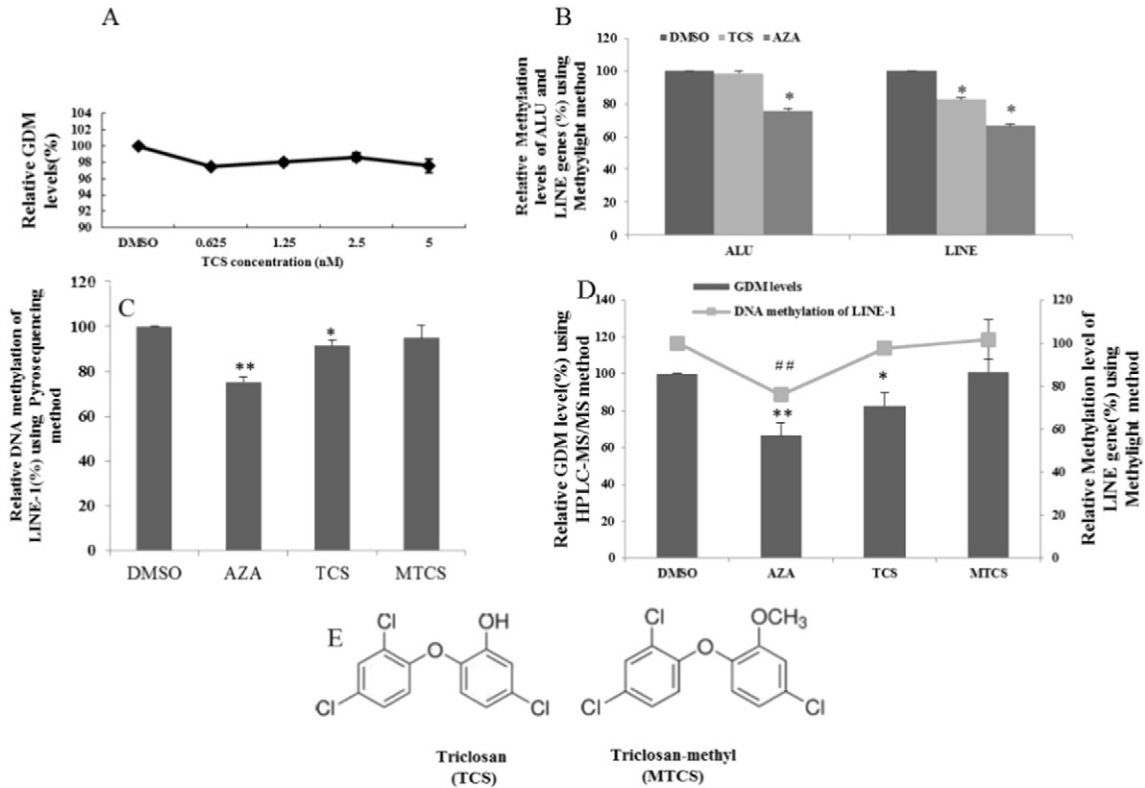 A
Relative GDM
levels(%)
104
102
100
98
96
94
92
90
DMSO 0.625 1.25 2.5 5
TCS concentration (nM)
B
DMSO TCS AZA
Relative Methylation
levels of ALU and
LINE genes (%) using
Methyylight method
120
100
80
60
40
20
0
*
*
*
ALU LINE
C
Relative DNA methylation of
LINE-1(%) using Pyrosequencing
method
120
100
80
60
40
20
0
**
*
DMSO AZA TCS MTCS
D
GDM levels
DNA methylation of LINE-1
Relative GDM level(%) using
HPLC-MS/MS method
140
120
100
80
60
40
20
0
##
**
*
DMSO AZA TCS MTCS
120
100
80
60
40
20
0
Relative Methylation level of
LINE gene(%) using
Methylight method
E
Cl OH
O
Cl Cl
Triclosan
(TCS)
Cl OCH3
O
Cl Cl
Triclosan-methyl
(MTCS)